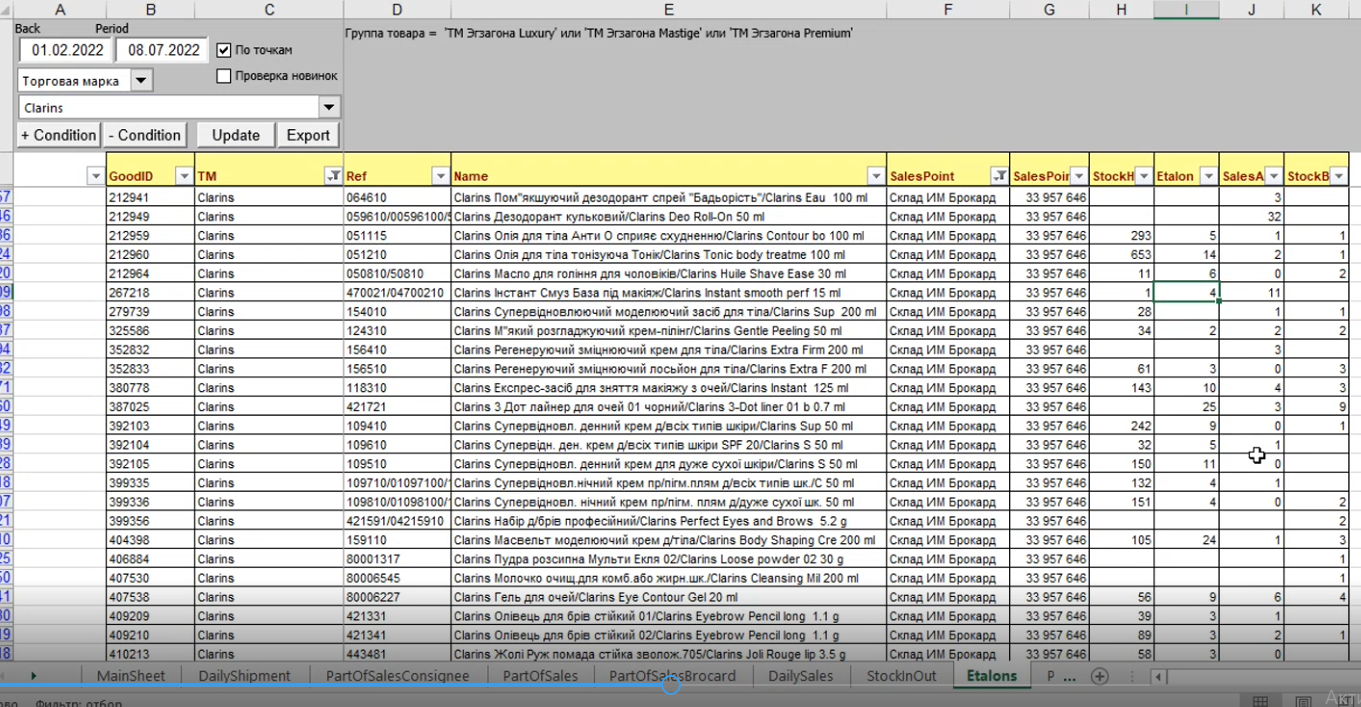 A B C D E F G H I J K
Back Period
01.02.2022 08.07.2022 По точкам
Группа товара = 'ТМ Эгзагона Luxury' или 'ТМ Эгзагона Mastige' или 'ТМ Эгзагона Premium'
Торговая марка Проверка новинок
Clarins
+ Condition - Condition Update Export
GoodID TM Ref Name SalesPoint SalesPoin StockH Etalon SalesA StockB
57 212941 Clarins 064610 Clarins Пом"якшуючий дезодорант спрей "Бадьорість"/Clarins Eau 100 ml Склад ИМ Брокард 33 957 646 3
46 212949 Clarins 059610/00596100/5 Clarins Дезодорант кульковий/Clarins Deo Roll-On 50 ml Склад ИМ Брокард 33 957 646 32
36 212959 Clarins 051115 Clarins Олія для тіла Анти О сприяє схудненню/Clarins Contour bo 100 ml Склад ИМ Брокард 33 957 646 293 5 1 1
24 212960 Clarins 051210 Clarins Олія для тіла тонізуюча Тонік/Clarins Tonic body treatme 100 ml Склад ИМ Брокард 33 957 646 653 14 2 1
20 212964 Clarins 050810/50810 Clarins Масло для гоління для чоловіків/Clarins Huile Shave Ease 30 ml Склад ИМ Брокард 33 957 646 11 6 0 2
09 267218 Clarins 470021/04700210 Clarins Інстант Смуз База під макіяж/Clarins Instant smooth perf 15 ml Склад ИМ Брокард 33 957 646 1 4 11
98 279739 Clarins 154010 Clarins Супервідновлюючий моделюючий засіб для тіла/Clarins Sup 200 ml Склад ИМ Брокард 33 957 646 28 1 1
87 325586 Clarins 124310 Clarins М"який розгладжуючий крем-пілінг/Clarins Gentle Peeling 50 ml Склад ИМ Брокард 33 957 646 34 2 2 2
94 352832 Clarins 156410 Clarins Регенеруючий зміцнюючий крем для тіла/Clarins Extra Firm 200 ml Склад ИМ Брокард 33 957 646 3
82 352833 Clarins 156510 Clarins Регенеруючий зміцнюючий лосьйон для тіла/Clarins Extra F 200 ml Склад ИМ Брокард 33 957 646 61 3 0 3
71 380778 Clarins 118310 Clarins Експрес-засіб для зняття макіяжу з очей/Clarins Instant 125 ml Склад ИМ Брокард 33 957 646 143 10 4 3
60 387025 Clarins 421721 Clarins 3 Дот лайнер для очей 01 чорний/Clarins 3-Dot liner 01 b 0.7 ml Склад ИМ Брокард 33 957 646 25 3 9
49 392103 Clarins 109410 Clarins Супервідновл. денний крем д/всіх типів шкіри/Clarins Sup 50 ml Склад ИМ Брокард 33 957 646 242 9 0 1
39 392104 Clarins 109610 Clarins Супервідн. ден. крем д/всіх типів шкіри SPF 20/Clarins S 50 ml Склад ИМ Брокард 33 957 646 32 5 1
28 392105 Clarins 109510 Clarins Супервідновл. денний крем для дуже сухої шкіри/Clarins S 50 ml Склад ИМ Брокард 33 957 646 150 11 0
18 399335 Clarins 109710/01097100/1 Clarins Супервідновл.нічний крем пр/пігм.плям д/всіх типів шк./C 50 ml Склад ИМ Брокард 33 957 646 132 4 1
07 399336 Clarins 109810/01098100/1 Clarins Супервідновл. нічний крем пр/пігм. плям д/дуже сухої шк. 50 ml Склад ИМ Брокард 33 957 646 151 4 0 2
21 399356 Clarins 421591/04215910 Clarins Набір д/брів професійний/Clarins Perfect Eyes and Brows 5.2 g Склад ИМ Брокард 33 957 646 2
10 404398 Clarins 159110 Clarins Масвельт моделюючий крем д/тіла/Clarins Body Shaping Cre 200 ml Склад ИМ Брокард 33 957 646 105 24 1 3
25 406884 Clarins 80001317 Clarins Пудра розсипна Мульти Екля 02/Clarins Loose powder 02 30 g Склад ИМ Брокард 33 957 646 1
50 407530 Clarins 80006545 Clarins Молочко очищ.для комб.або жирн.шк./Clarins Cleansing Mil 200 ml Склад ИМ Брокард 33 957 646 1
41 407538 Clarins 80006227 Clarins Гель для очей/Clarins Eye Contour Gel 20 ml Склад ИМ Брокард 33 957 646 56 9 6 4
30 409209 Clarins 421331 Clarins Олівець для брів стійкий 01/Clarins Eyebrow Pencil long 1.1 g Склад ИМ Брокард 33 957 646 39 3 1
19 409210 Clarins 421341 Clarins Олівець для брів стійкий 02/Clarins Eyebrow Pencil long 1.1 g Склад ИМ Брокард 33 957 646 89 3 2 1
18 410213 Clarins 443481 Clarins Жолі Руж помада стійка зволож.705/Clarins Joli Rouge lip 3.5 g Склад ИМ Брокард 33 957 646 58 3 0
MainSheet DailyShipment PartOfSalesConsignee PartOfSales PartOfSalesBrocard DailySales StockInOut Etalons P ...
ово Фильтр: отбор Акти